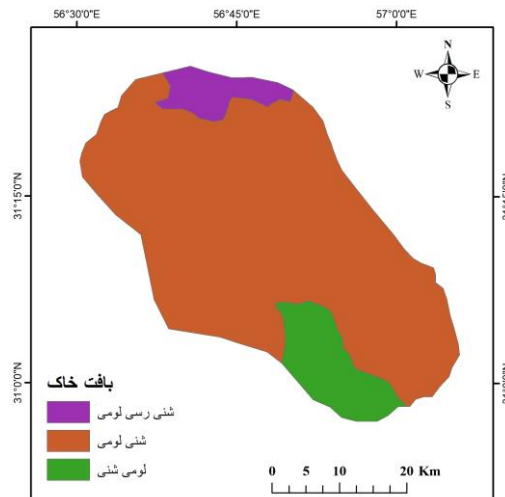 56°30'0"E 56°45'0"E 57°0'0"E
N
W E
S
31°15'0"N
31°0'0"N
بافت خاک
شنی رسی لومی
شنی لومی
لومی شنی
0 5 10 20 Km